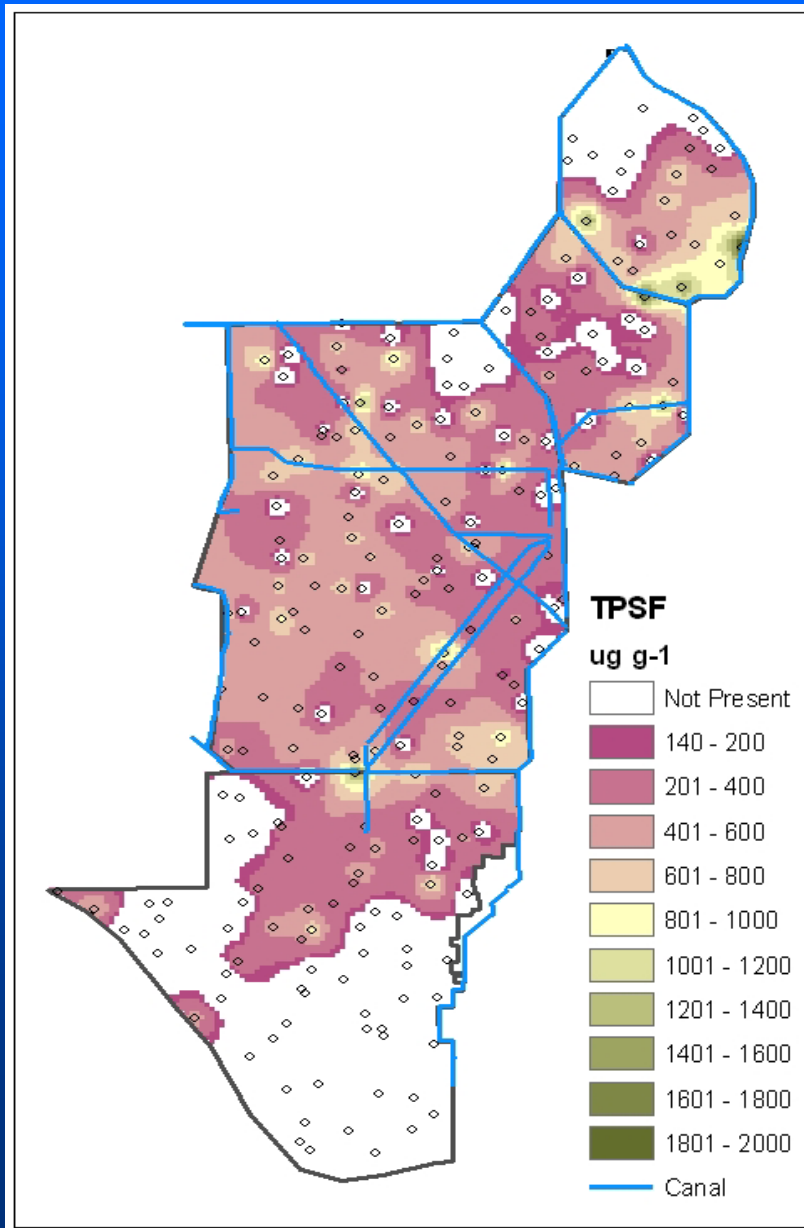 TPSF
ug g-1
Not Present
140 - 200
201 - 400
401 - 600
601 - 800
801 - 1000
1001 - 1200
1201 - 1400
1401 - 1600
1601 - 1800
1801 - 2000
Canal